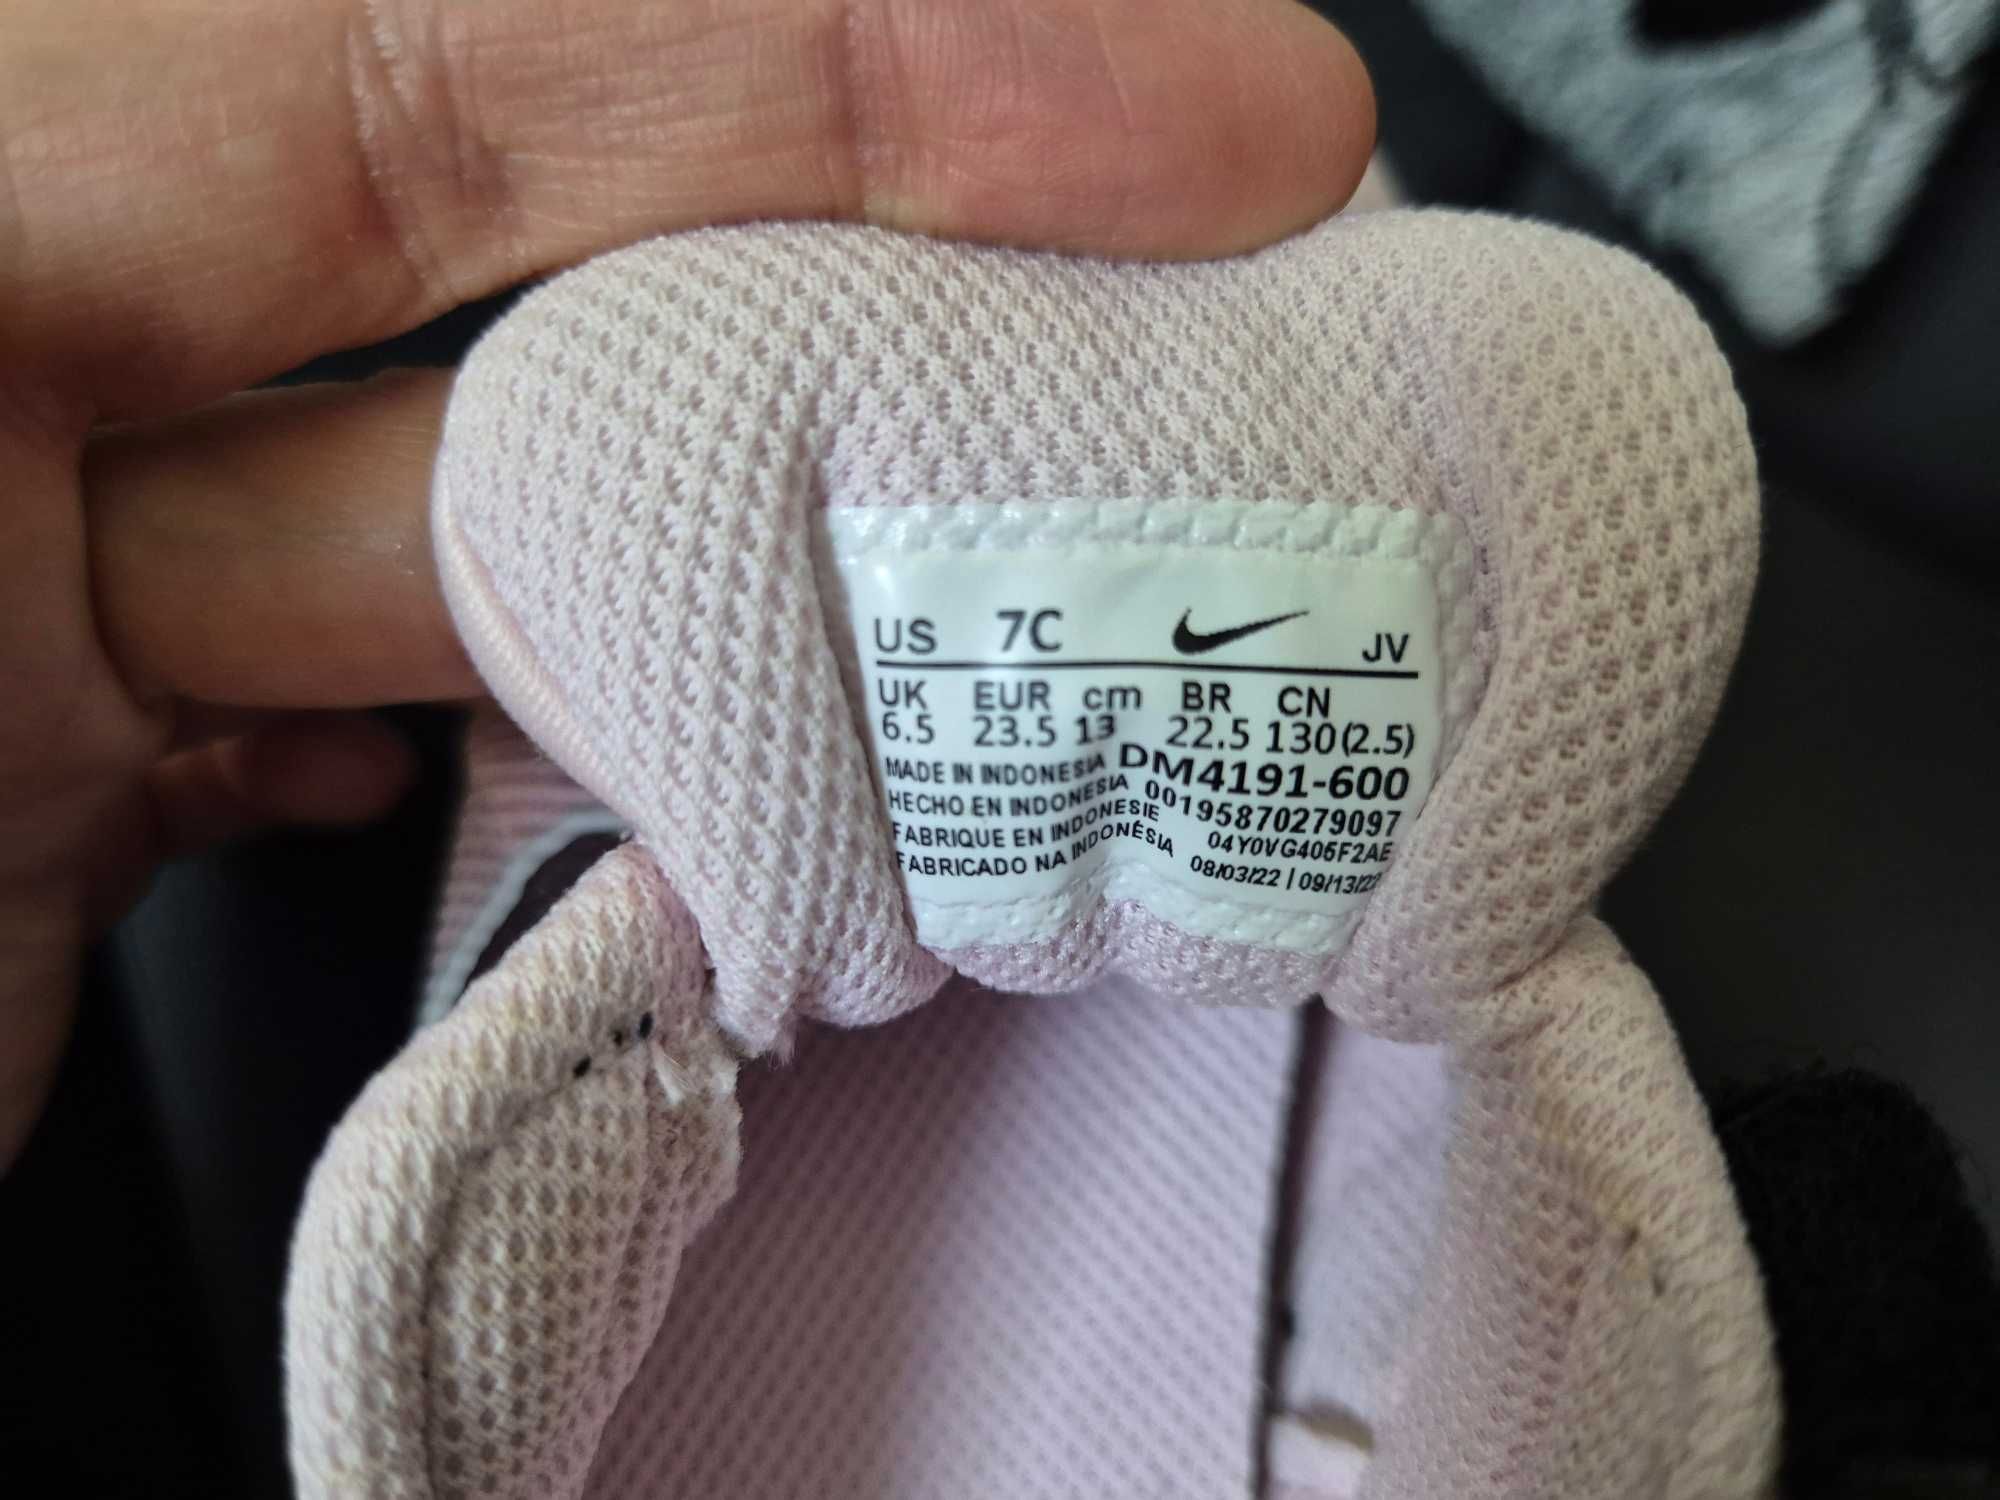 US 7C JV
UK EUR cm BR CN
6.5 23.5 13 22.5 130(2.5)
MADE IN INDONESIA DM4191-600
HECHO EN INDONESIA 00195870279097
FABRIQUE EN INDONESIE 04Y0VG405F2AE
FABRICADO NA INDONÉSIA 08/03/22 | 09/13/22